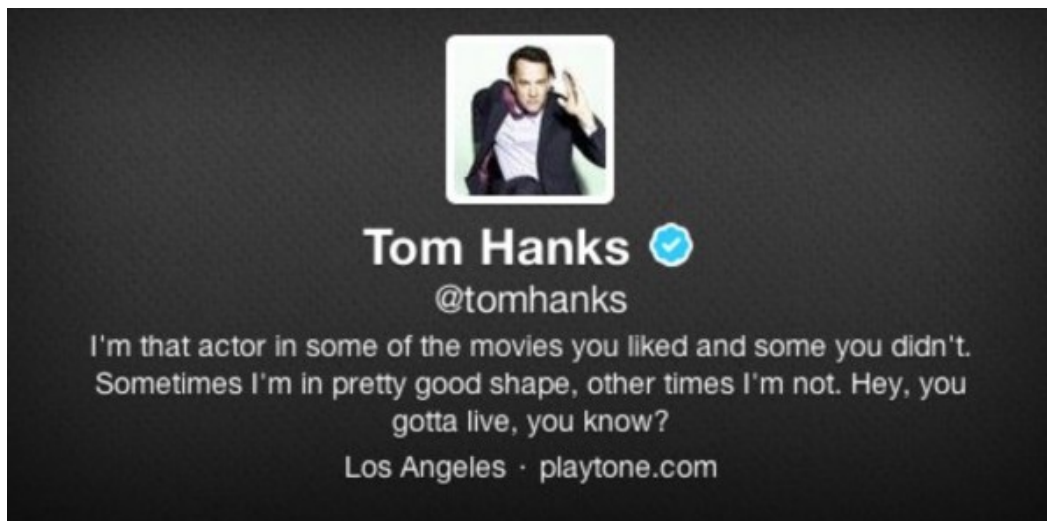 Tom Hanks
@tomhanks
I'm that actor in some of the movies you liked and some you didn't.
Sometimes I'm in pretty good shape, other times I'm not. Hey, you
gotta live, you know?
Los Angeles · playtone.com